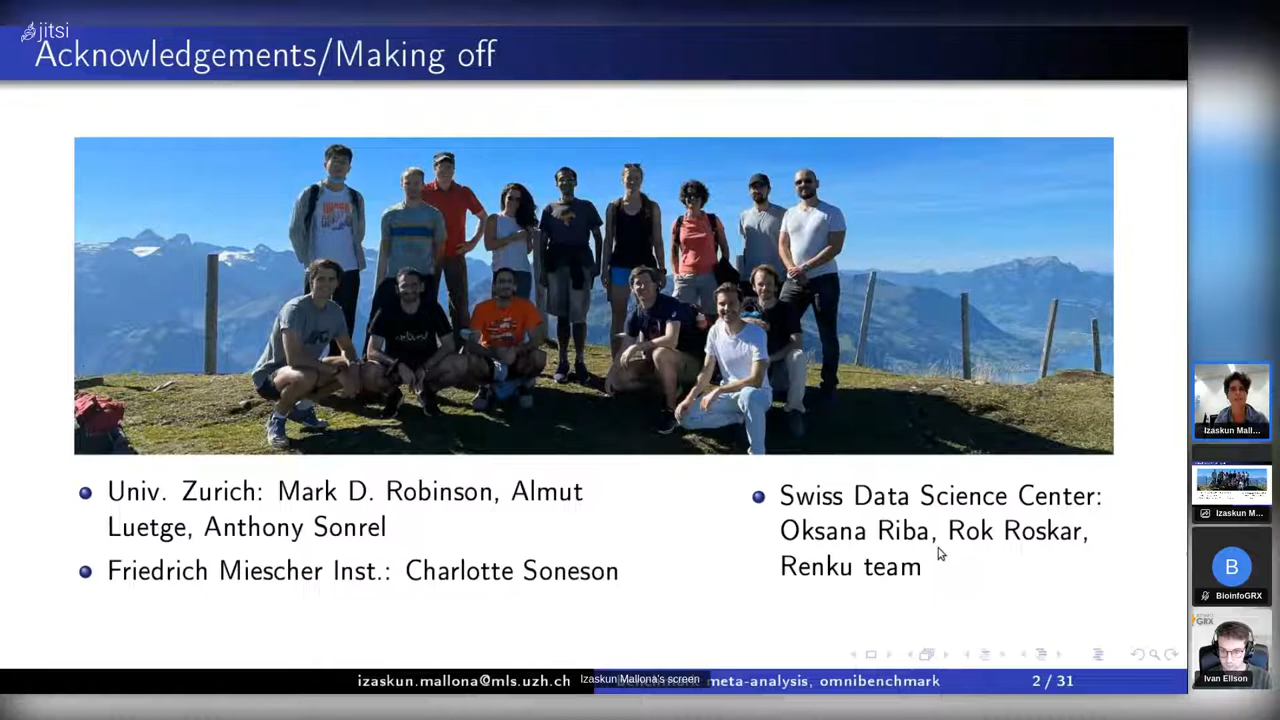 jitsi
Acknowledgements/Making off
Univ. Zurich: Mark D. Robinson, Almut
Luetge, Anthony Sonrel
Friedrich Miescher Inst.: Charlotte Soneson
Swiss Data Science Center:
Oksana Riba, Rok Roskar,
Renku team
izaskun.mallona@mls.uzh.ch
Izaskun Mallona's screen
meta-analysis, omnibenchmark
2 / 31
Izaskun Mall...
Izaskun M...
B
BioinfoGRX
GRX
Ivan Ellson